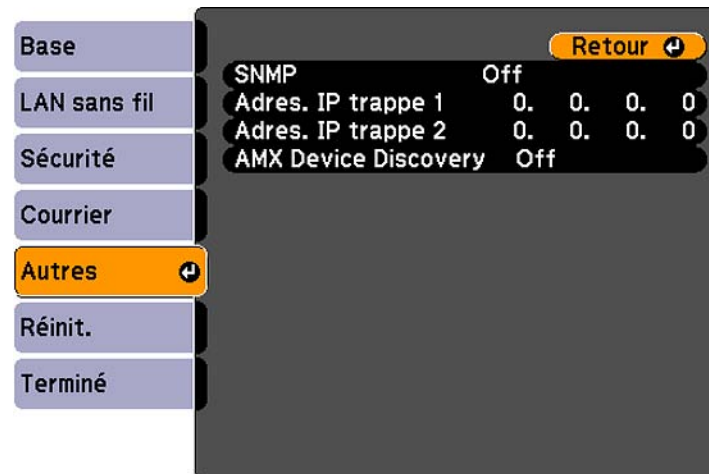 Base
LAN sans fil
Sécurité
Courrier
Autres
Réinit.
Terminé
Retour
SNMP Off
Adres. IP trappe 1 0. 0. 0. 0
Adres. IP trappe 2 0. 0. 0. 0
AMX Device Discovery Off